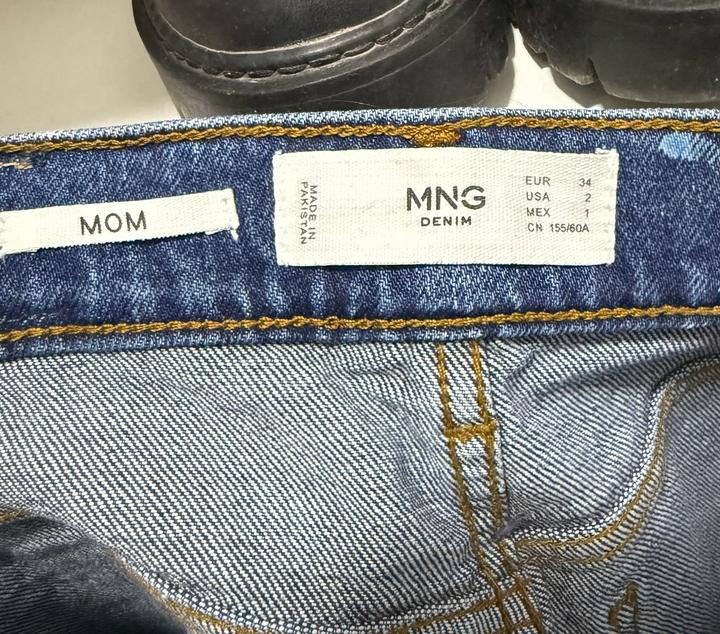 MOM
MADE IN
PAKISTAN
MNG
DENIM
EUR 34
USA 2
MEX 1
CN 155/60A